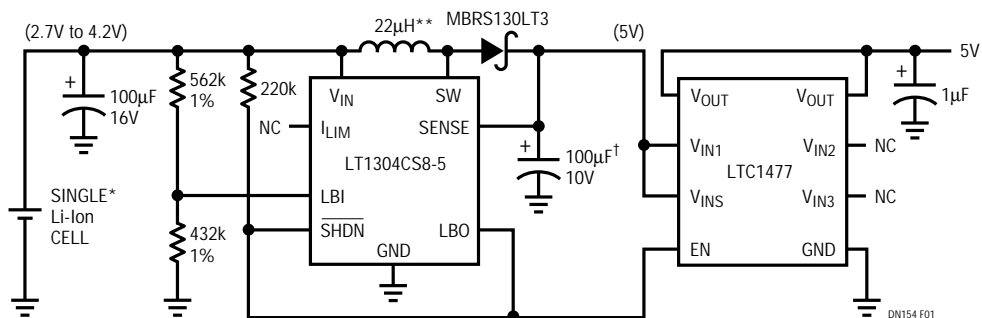 (2.7V to 4.2V)
22µH**
MBRS130LT3
(5V)
5V
562k
1%
220k
+
100µF
16V
VIN
SW
NC
ILIM
SENSE
LT1304CS8-5
LBI
SHDN
LBO
GND
432k
1%
SINGLE*
Li-Ion
CELL
+
100µF†
10V
VOUT
VOUT
VIN1
VIN2
NC
LTC1477
VINS
VIN3
NC
EN
GND
+
1µF
DN154 F01